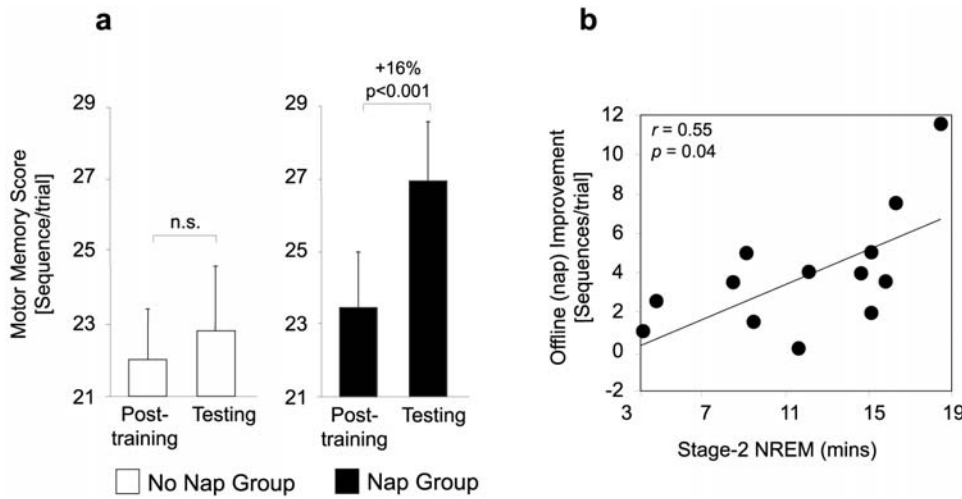 a
b
Motor Memory Score
[Sequence/trial]
29
27
25
23
21
n.s.
Post-
training
Testing
29
27
25
23
21
+16%
p<0.001
Post-
training
Testing
No Nap Group
Nap Group
Offline (nap) Improvement
[Sequences/trial]
12
10
8
6
4
2
0
-2
r = 0.55
p = 0.04
3
7
11
15
19
Stage-2 NREM (mins)